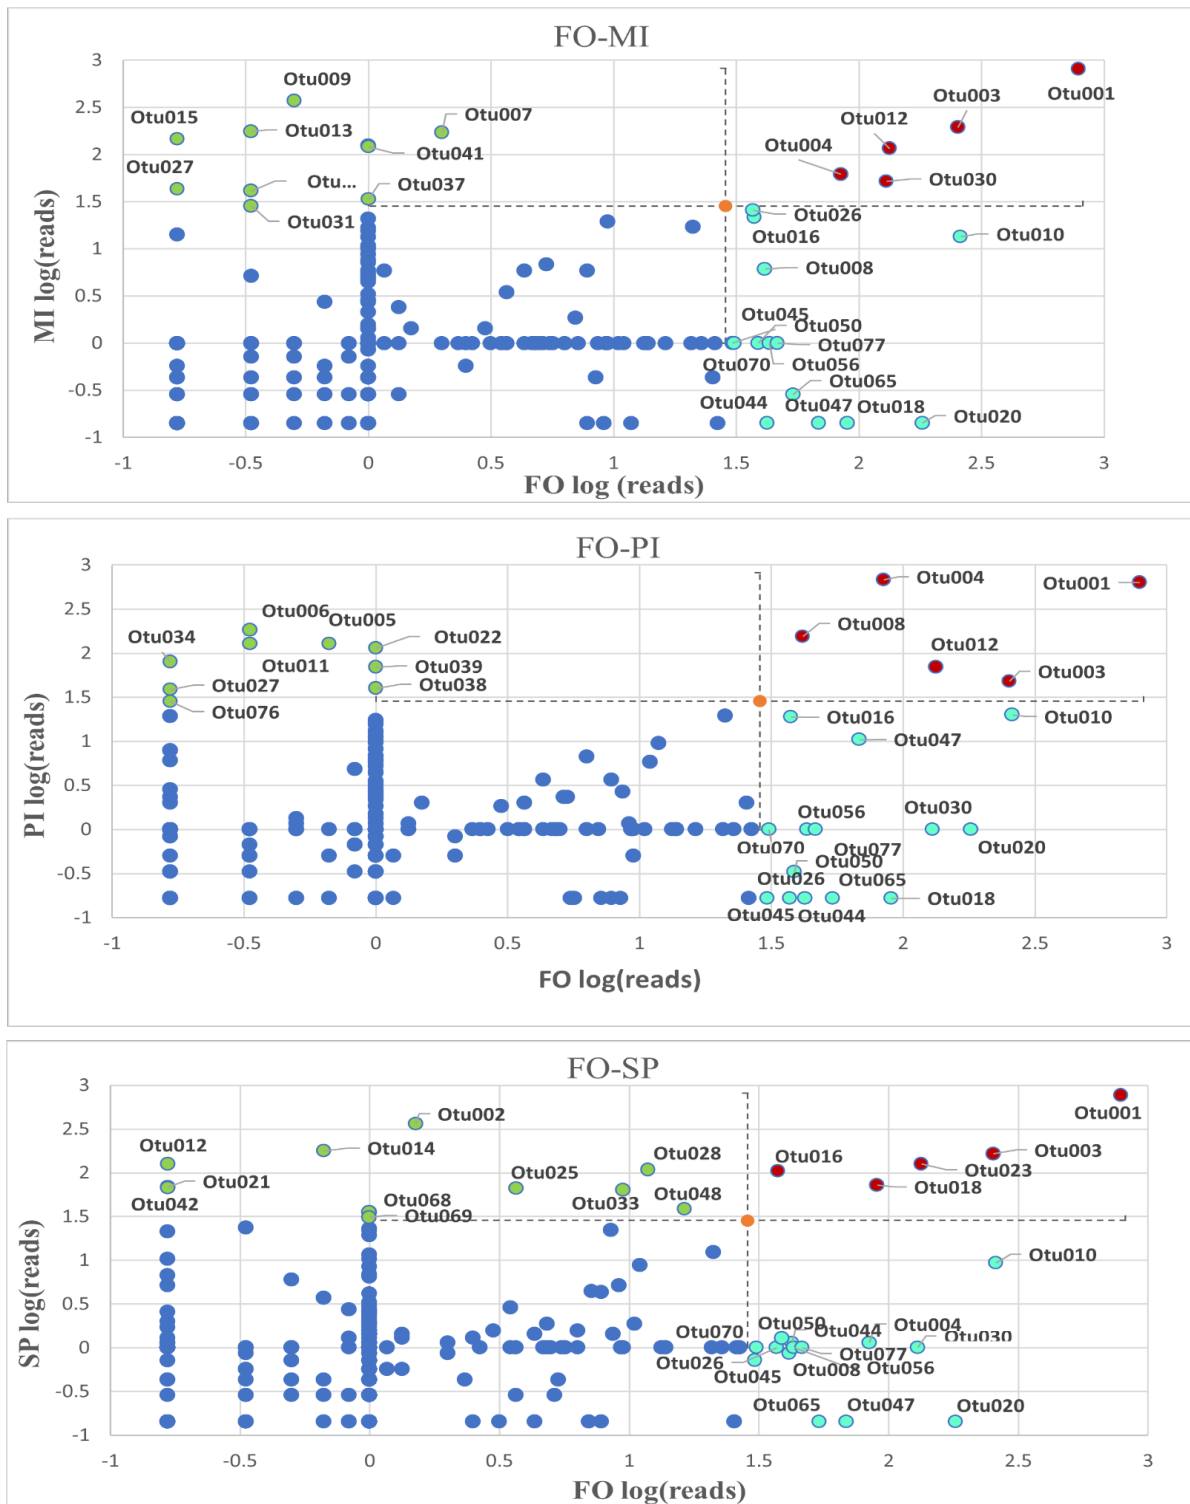 FO-MI
3
2.5
2
1.5
1
0.5
0
-0.5
-1
MI log(reads)
Otu009
Otu015
Otu013
Otu007
Otu041
Otu027
Otu...
Otu037
Otu031
Otu003
Otu001
Otu012
Otu004
Otu030
Otu026
Otu016
Otu010
Otu008
Otu045
Otu050
Otu077
Otu070
Otu056
Otu065
Otu044
Otu047
Otu018
Otu020
-1
-0.5
0
0.5
1
1.5
2
2.5
3
FO log (reads)
FO-PI
3
2.5
2
1.5
1
0.5
0
-0.5
-1
PI log(reads)
Otu006
Otu005
Otu034
Otu022
Otu011
Otu039
Otu027
Otu038
Otu076
Otu004
Otu001
Otu008
Otu012
Otu003
Otu016
Otu010
Otu047
Otu056
Otu030
Otu070
Otu077
Otu020
Otu050
Otu026
Otu065
Otu018
Otu045
Otu044
-1
-0.5
0
0.5
1
1.5
2
2.5
3
FO log(reads)
FO-SP
3
2.5
2
1.5
1
0.5
0
-0.5
-1
SP log(reads)
Otu002
Otu012
Otu014
Otu028
Otu021
Otu025
Otu042
Otu068
Otu033
Otu048
Otu069
Otu001
Otu016
Otu003
Otu023
Otu018
Otu010
Otu050
Otu004
Otu070
Otu044
Otu030
Otu026
Otu077
Otu045
Otu008
Otu056
Otu065
Otu047
Otu020
-1
-0.5
0
0.5
1
1.5
2
2.5
3
FO log(reads)